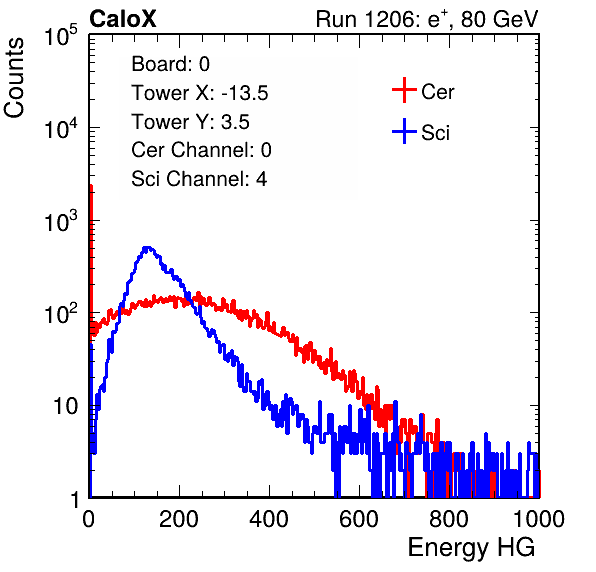 CaloX Run 1206: e+, 80 GeV
Counts
Board: 0
Tower X: -13.5
Tower Y: 3.5
Cer Channel: 0
Sci Channel: 4
Cer
Sci
10^5
10^4
10^3
10^2
10
1
0 200 400 600 800 1000
Energy HG